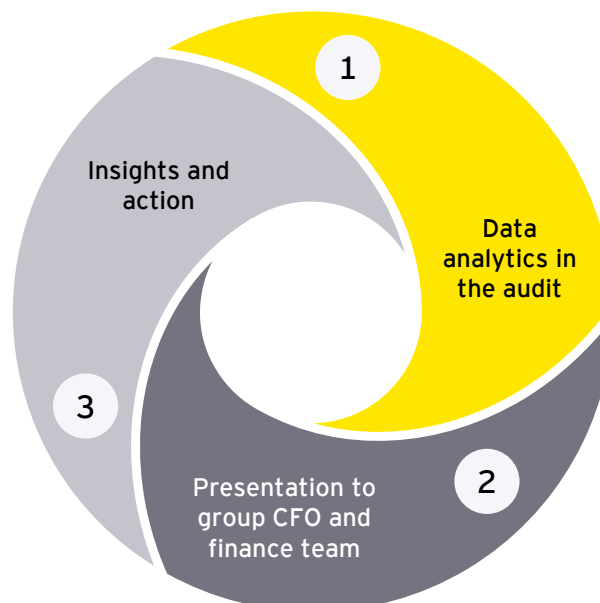 1
Data
analytics in
the audit
2
Presentation to
group CFO and
finance team
3
Insights and
action